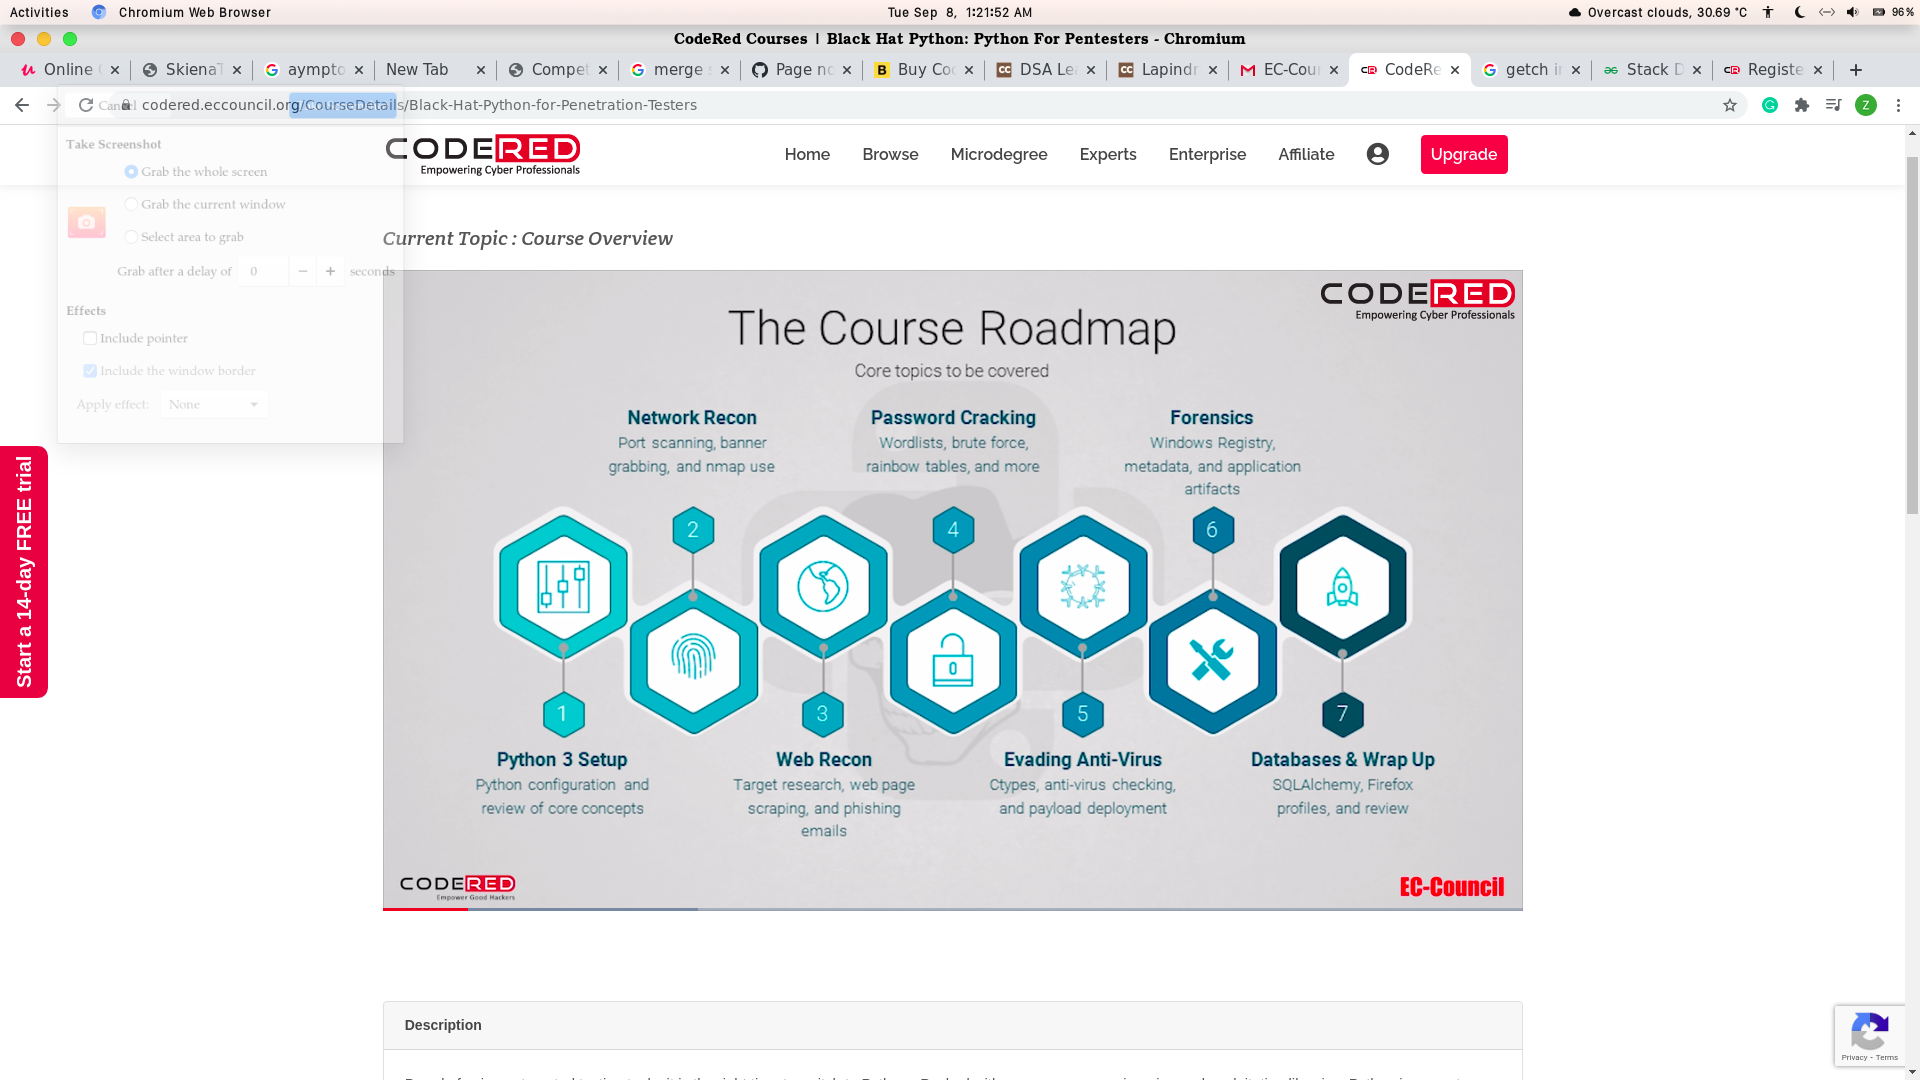 Activities
Chromium Web Browser
Tue Sep 8, 1:21:52 AM
Overcast clouds, 30.69 °C
96%
CodeRed Courses | Black Hat Python: Python For Pentesters - Chromium
Online
SkienaT
aympto
New Tab
Compet
merge
Page no
Buy Co
DSA Le
Lapindr
EC-Cour
CodeRe
getch i
Stack D
Registe
Cancel
codered.eccouncil.org/CourseDetails/Black-Hat-Python-for-Penetration-Testers
Z
Take Screenshot
Grab the whole screen
Grab the current window
Select area to grab
Grab after a delay of 0 − + seconds
Effects
Include pointer
Include the window border
Apply effect: None
CODERED
Empowering Cyber Professionals
Home
Browse
Microdegree
Experts
Enterprise
Affiliate
Upgrade
Start a 14-day FREE trial
Current Topic : Course Overview
CODERED
Empowering Cyber Professionals
The Course Roadmap
Core topics to be covered
Network Recon
Port scanning, banner
grabbing, and nmap use
Password Cracking
Wordlists, brute force,
rainbow tables, and more
Forensics
Windows Registry,
metadata, and application
artifacts
2
4
6
1
3
5
7
Python 3 Setup
Python configuration and
review of core concepts
Web Recon
Target research, web page
scraping, and phishing
emails
Evading Anti-Virus
Ctypes, anti-virus checking,
and payload deployment
Databases & Wrap Up
SQLAlchemy, Firefox
profiles, and review
CODERED
Empower Good Hackers
EC-Council
Description
Privacy - Terms